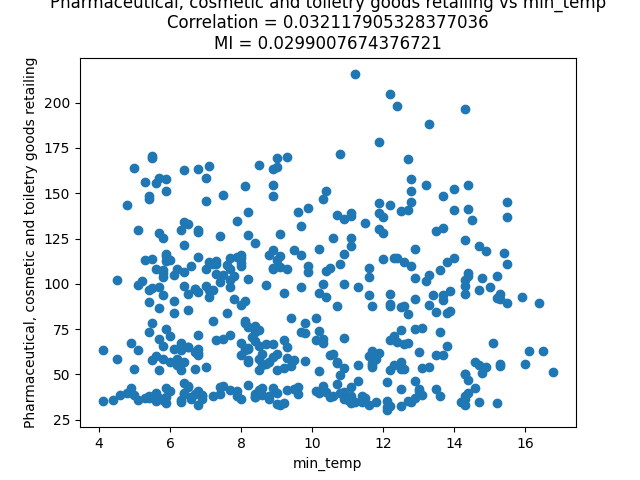 Pharmaceutical, cosmetic and toiletry goods retailing vs min_temp
Correlation = 0.032117905328377036
MI = 0.0299007674376721
Pharmaceutical, cosmetic and toiletry goods retailing
200
175
150
125
100
75
50
25
4 6 8 10 12 14 16
min_temp